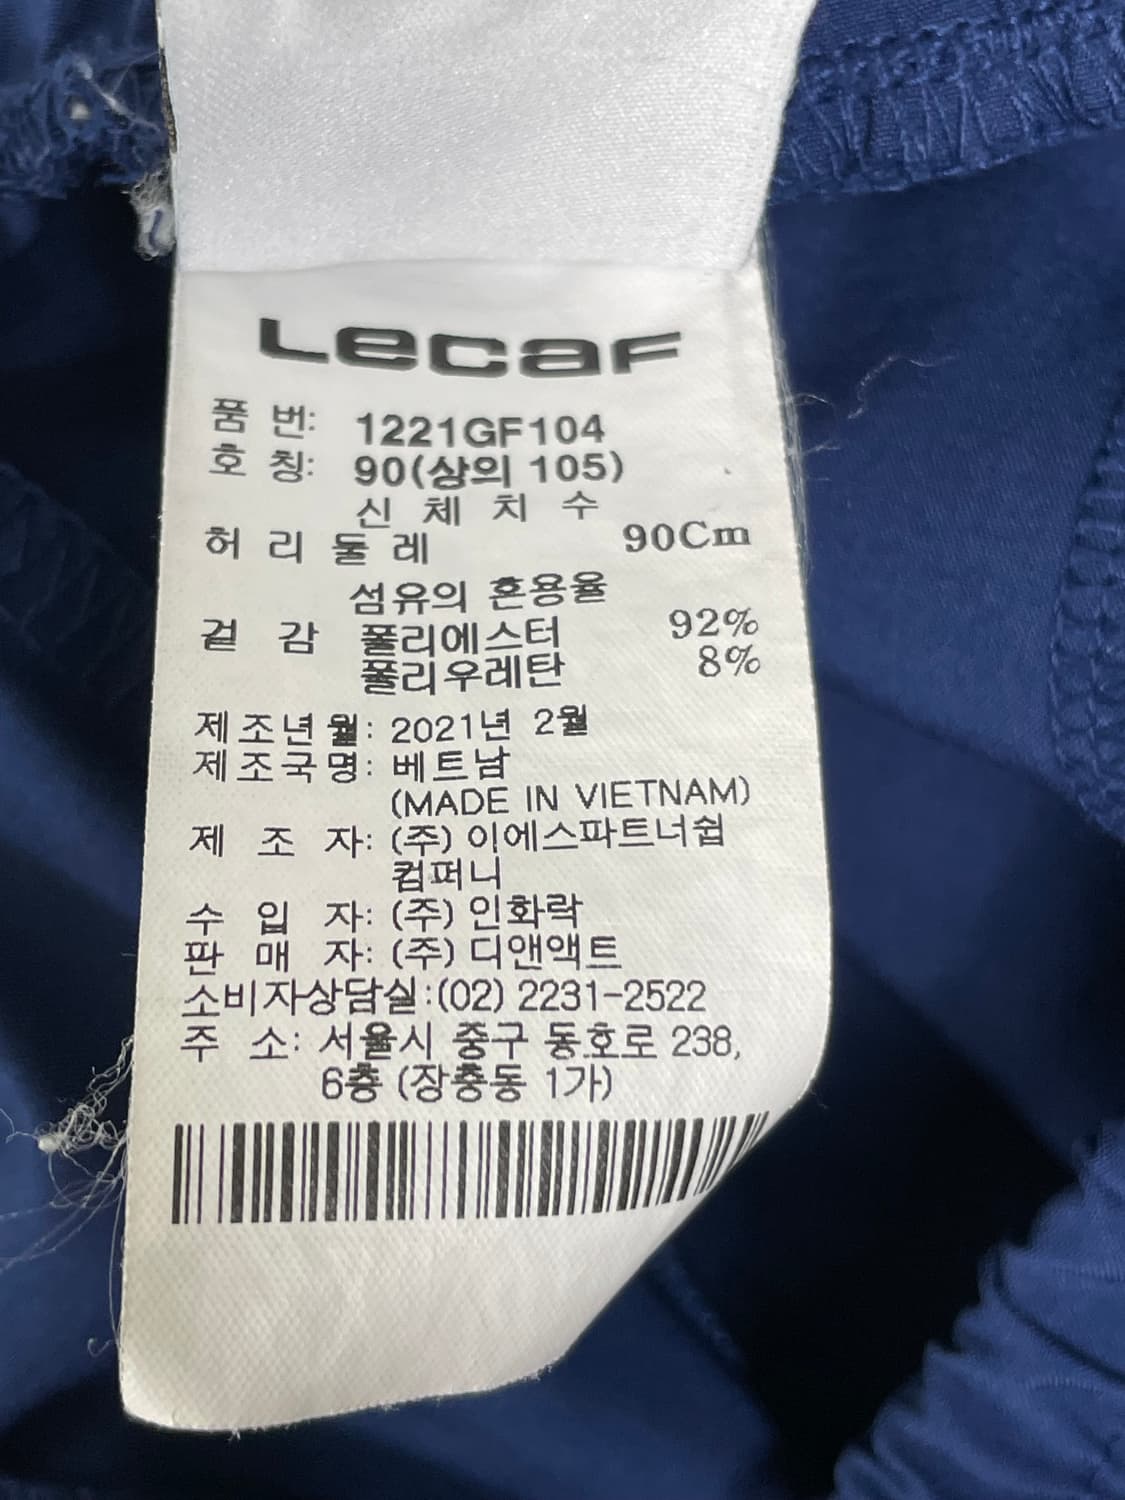 Lecaf
품 번: 1221GF104
호 칭: 90(상의 105)
신 체 치 수
허 리 둘 레 90Cm
섬유의 혼용율
겉 감 폴리에스터 92%
폴리우레탄 8%
제조년월: 2021년 2월
제조국명: 베트남
(MADE IN VIETNAM)
제 조 자: (주) 이에스파트너쉽
컴퍼니
수 입 자: (주) 인화락
판 매 자: (주) 디앤액트
소비자상담실:(02) 2231-2522
주 소: 서울시 중구 동호로 238,
6층 (장충동 1가)